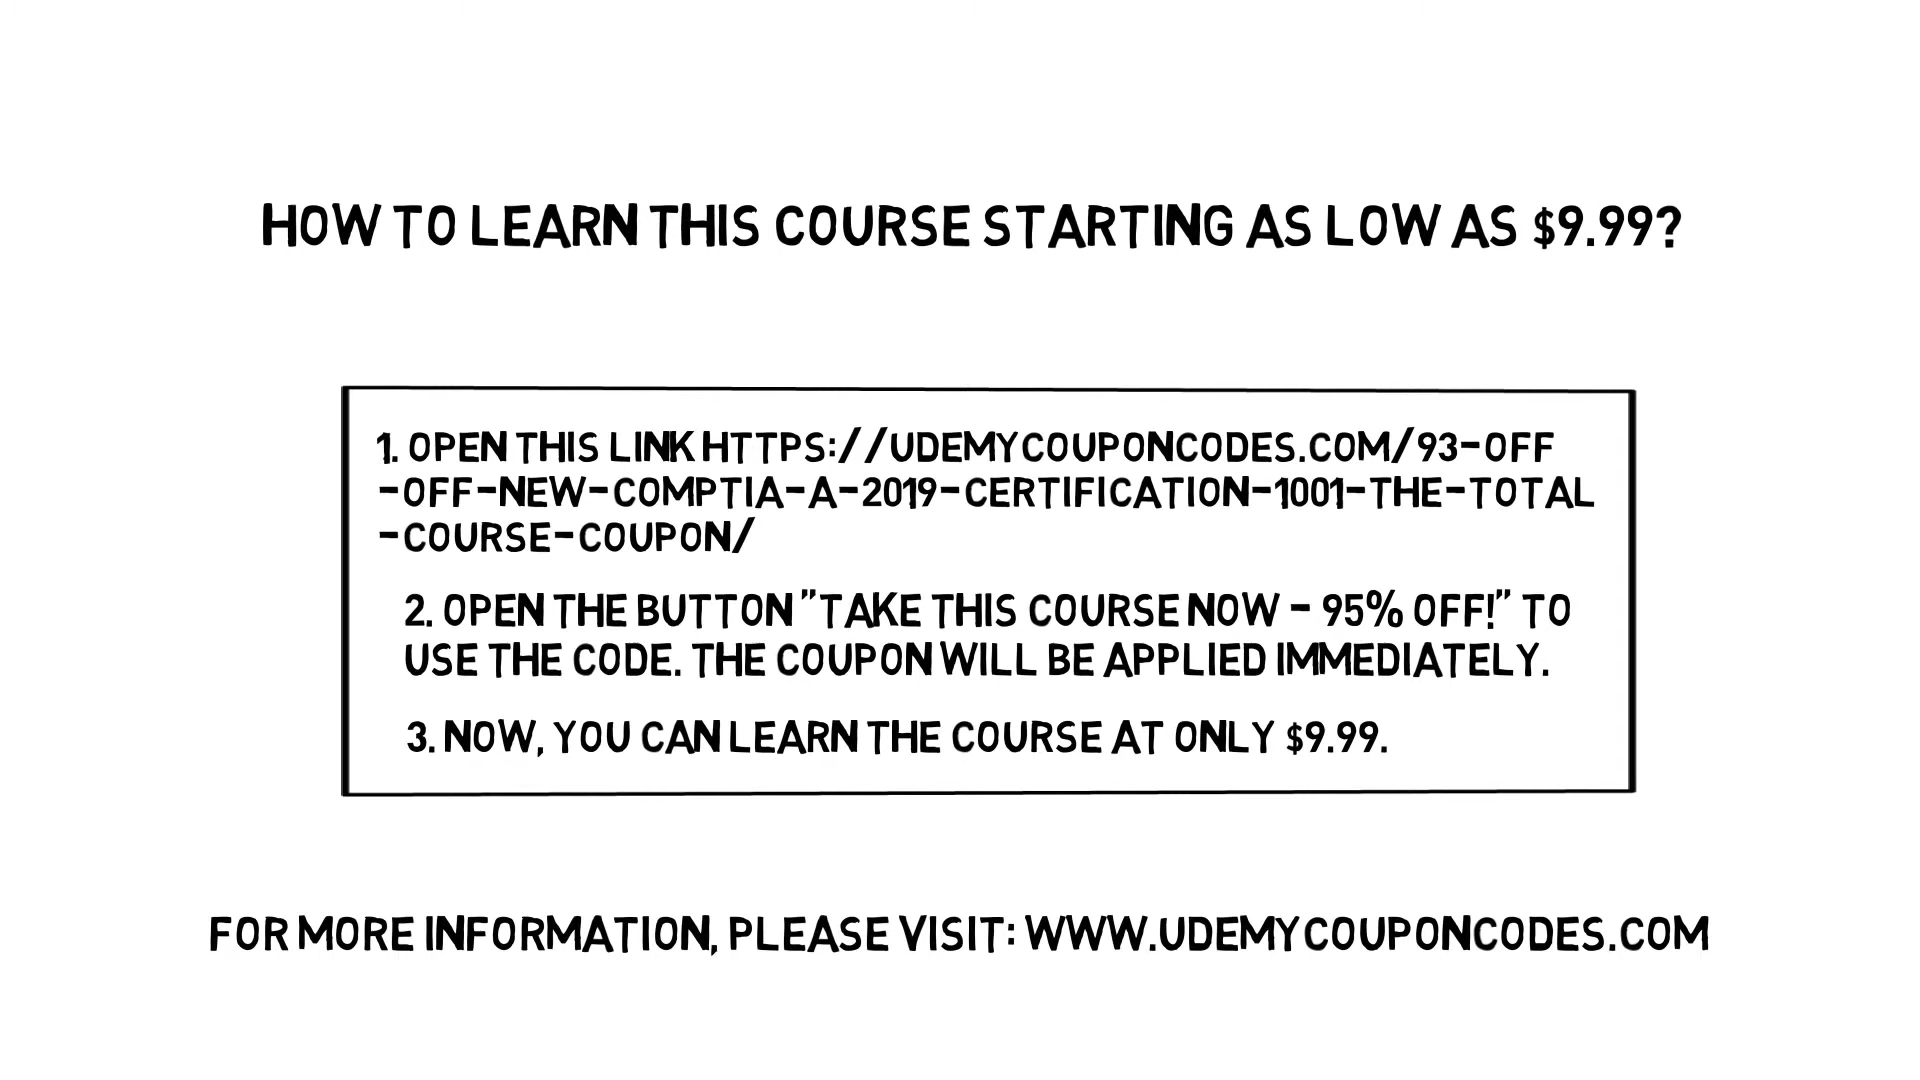 HOW TO LEARN THIS COURSE STARTING AS LOW AS $9.99?
1. OPEN THIS LINK HTTPS://UDEMYCOUPONCODES.COM/93-OFF
-OFF-NEW-COMPTIA-A-2019-CERTIFICATION-1001-THE-TOTAL
-COURSE-COUPON/
2. OPEN THE BUTTON "TAKE THIS COURSE NOW - 95% OFF!" TO
USE THE CODE. THE COUPON WILL BE APPLIED IMMEDIATELY.
3. NOW, YOU CAN LEARN THE COURSE AT ONLY $9.99.
FOR MORE INFORMATION, PLEASE VISIT: WWW.UDEMYCOUPONCODES.COM